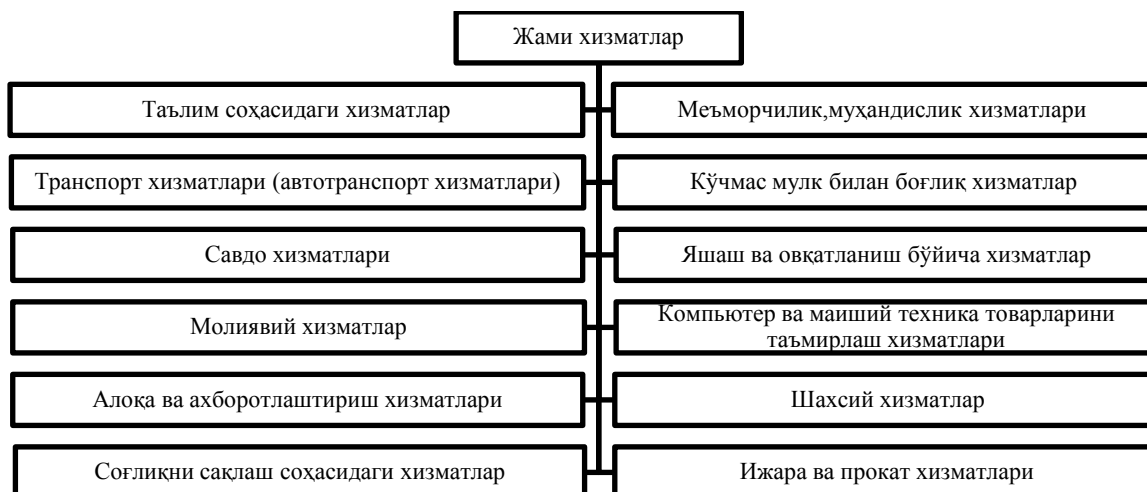 Жами хизматлар
Таълим соҳасидаги хизматлар
Меъморчилик,муҳандислик хизматлари
Транспорт хизматлари (автотранспорт хизматлари)
Кўчмас мулк билан боғлиқ хизматлар
Савдо хизматлари
Яшаш ва овқатланиш бўйича хизматлар
Молиявий хизматлар
Компьютер ва маиший техника товарларини
таъмирлаш хизматлари
Алоқа ва ахборотлаштириш хизматлари
Шахсий хизматлар
Соғлиқни сақлаш соҳасидаги хизматлар
Ижара ва прокат хизматлари